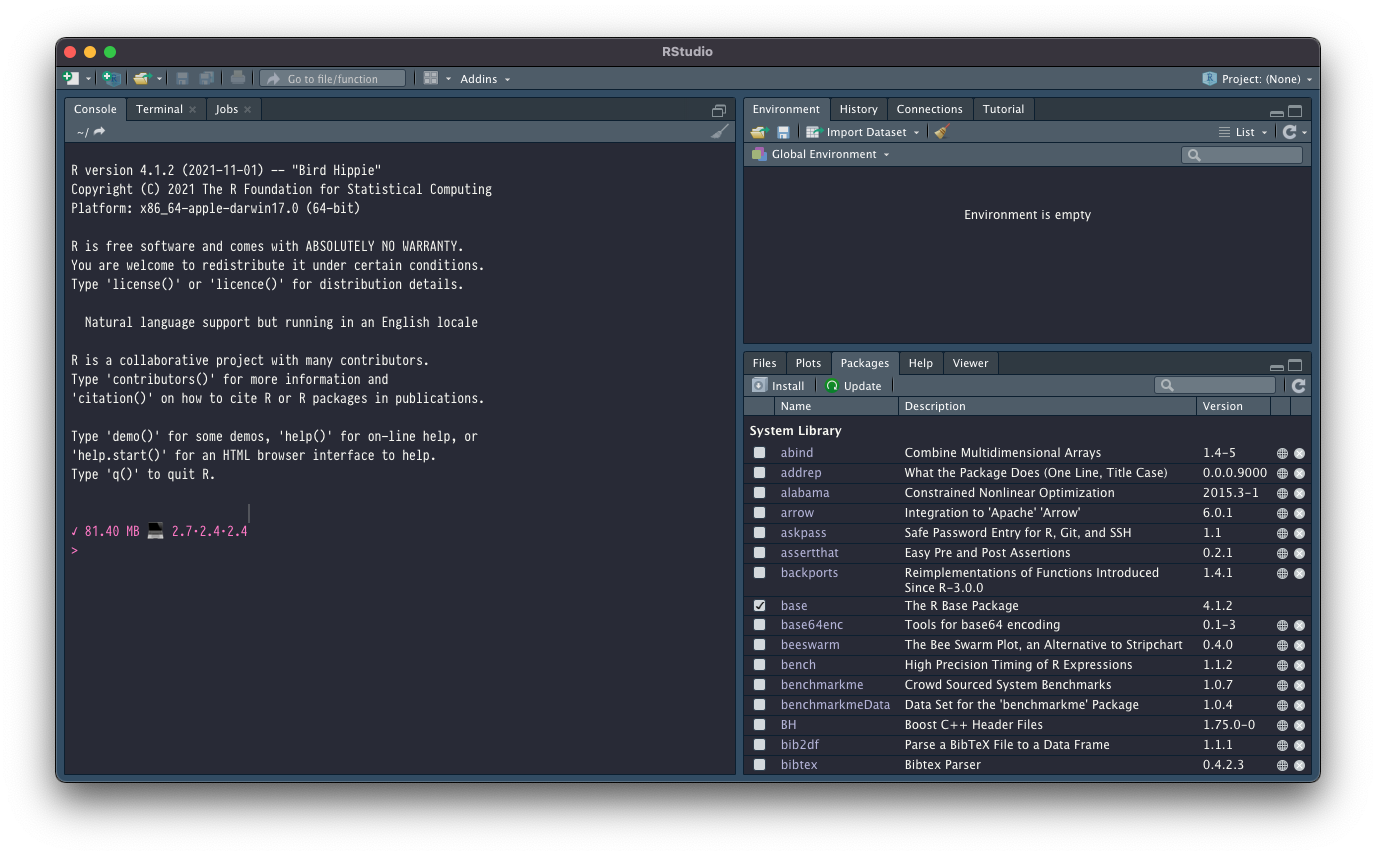 RStudio
Go to file/function
Addins
Project: (None)
Console Terminal Jobs
~/
R version 4.1.2 (2021-11-01) -- "Bird Hippie"
Copyright (C) 2021 The R Foundation for Statistical Computing
Platform: x86_64-apple-darwin17.0 (64-bit)
R is free software and comes with ABSOLUTELY NO WARRANTY.
You are welcome to redistribute it under certain conditions.
Type 'license()' or 'licence()' for distribution details.
Natural language support but running in an English locale
R is a collaborative project with many contributors.
Type 'contributors()' for more information and
'citation()' on how to cite R or R packages in publications.
Type 'demo()' for some demos, 'help()' for on-line help, or
'help.start()' for an HTML browser interface to help.
Type 'q()' to quit R.
✓ 81.40 MB 💻 2.7·2.4·2.4
>
Environment History Connections Tutorial
Import Dataset List
Global Environment
Environment is empty
Files Plots Packages Help Viewer
Install Update
Name Description Version
System Library
abind Combine Multidimensional Arrays 1.4-5
addrep What the Package Does (One Line, Title Case) 0.0.0.9000
alabama Constrained Nonlinear Optimization 2015.3-1
arrow Integration to 'Apache' 'Arrow' 6.0.1
askpass Safe Password Entry for R, Git, and SSH 1.1
assertthat Easy Pre and Post Assertions 0.2.1
backports Reimplementations of Functions Introduced 1.4.1
Since R-3.0.0
base The R Base Package 4.1.2
base64enc Tools for base64 encoding 0.1-3
beeswarm The Bee Swarm Plot, an Alternative to Stripchart 0.4.0
bench High Precision Timing of R Expressions 1.1.2
benchmarkme Crowd Sourced System Benchmarks 1.0.7
benchmarkmeData Data Set for the 'benchmarkme' Package 1.0.4
BH Boost C++ Header Files 1.75.0-0
bib2df Parse a BibTeX File to a Data Frame 1.1.1
bibtex Bibtex Parser 0.4.2.3